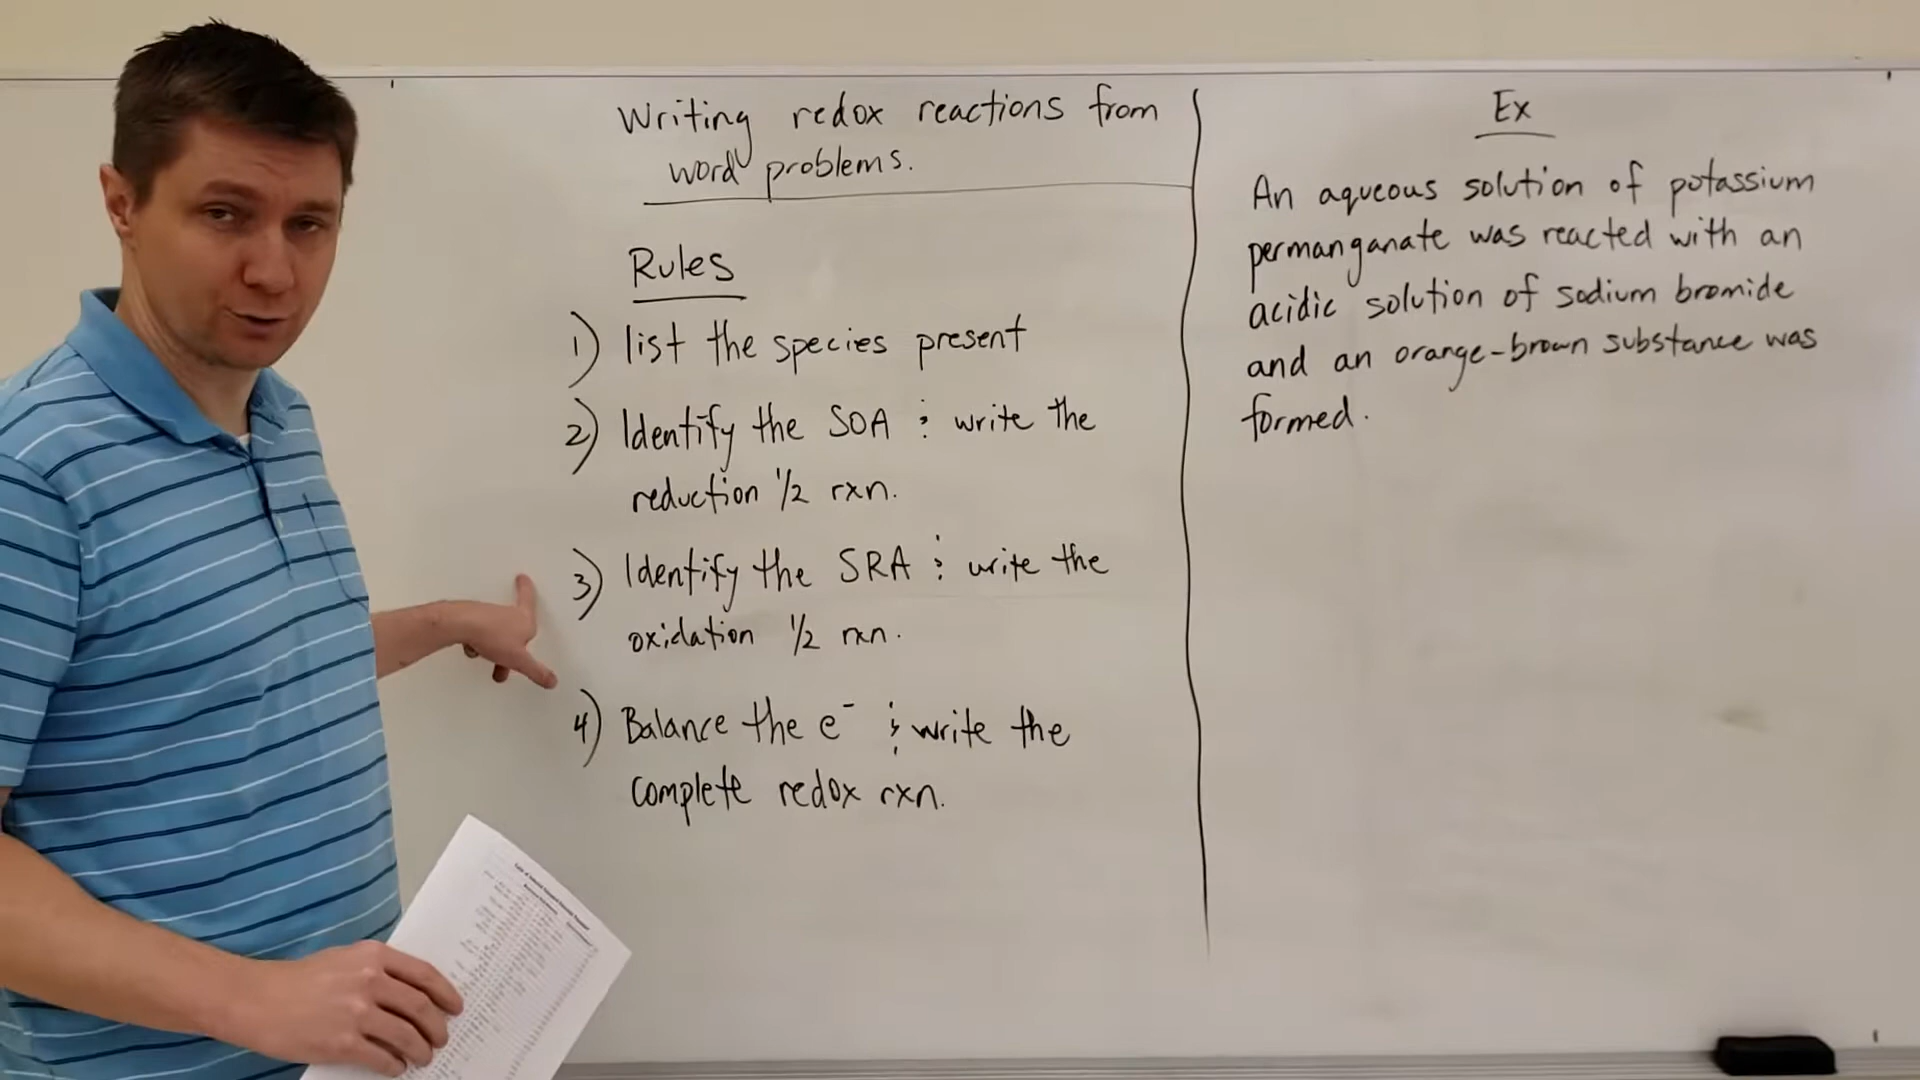 Writing redox reactions from
word problems.
Rules
1) list the species present
2) Identify the SOA & write the
reduction 1/2 rxn.
3) Identify the SRA & write the
oxidation 1/2 rxn.
4) Balance the e⁻ & write the
complete redox rxn.
Ex
An aqueous solution of potassium
permanganate was reacted with an
acidic solution of sodium bromide
and an orange-brown substance was
formed.